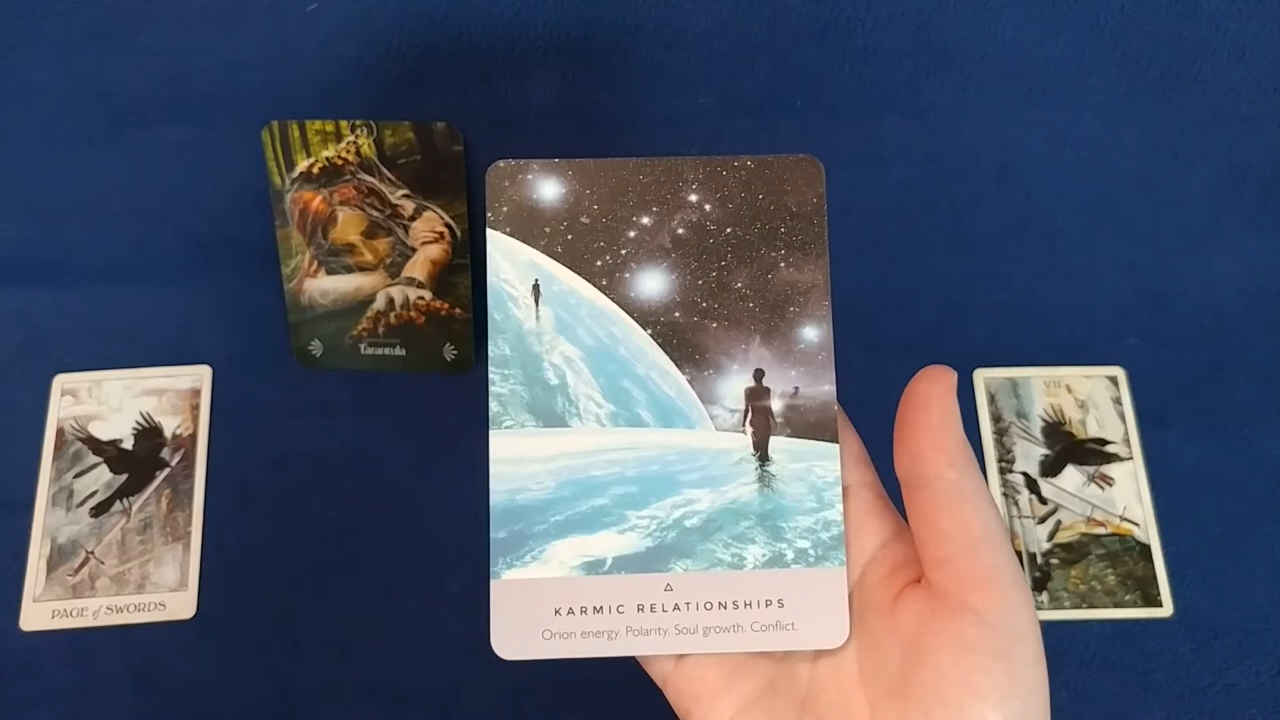 Tarantula
VII
PAGE of SWORDS
KARMIC RELATIONSHIPS
Orion energy. Polarity. Soul growth. Conflict.